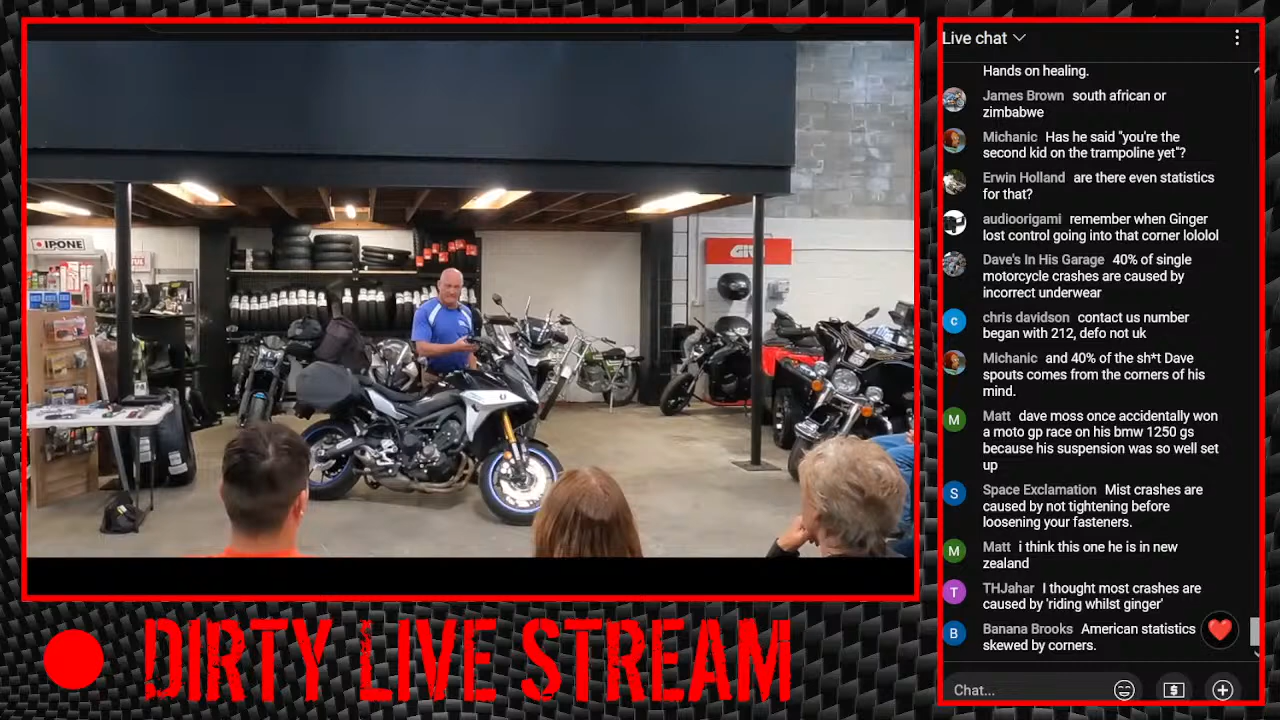 IPONE
GIVI
DIRTY LIVE STREAM
Live chat
Hands on healing.
James Brown south african or
zimbabwe
Michanic Has he said "you're the
second kid on the trampoline yet"?
Erwin Holland are there even statistics
for that?
audioorigami remember when Ginger
lost control going into that corner lololol
Dave's In His Garage 40% of single
motorcycle crashes are caused by
incorrect underwear
c
chris davidson contact us number
began with 212, defo not uk
Michanic and 40% of the sh*t Dave
spouts comes from the corners of his
mind.
M
Matt dave moss once accidentally won
a moto gp race on his bmw 1250 gs
because his suspension was so well set
up
S
Space Exclamation Mist crashes are
caused by not tightening before
loosening your fasteners.
M
Matt i think this one he is in new
zealand
T
THJahar I thought most crashes are
caused by 'riding whilst ginger'
B
Banana Brooks American statistics
skewed by corners.
Chat...